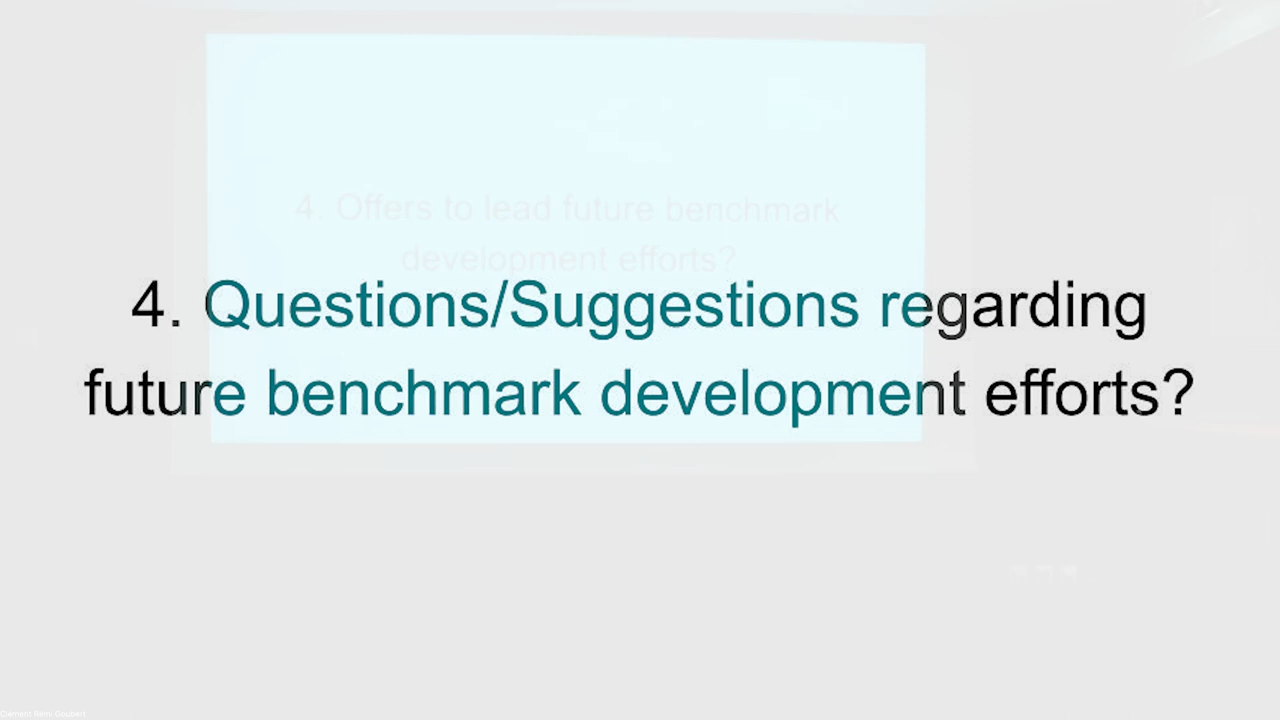 4. Offers to lead future benchmark
development efforts?
4. Questions/Suggestions regarding
future benchmark development efforts?